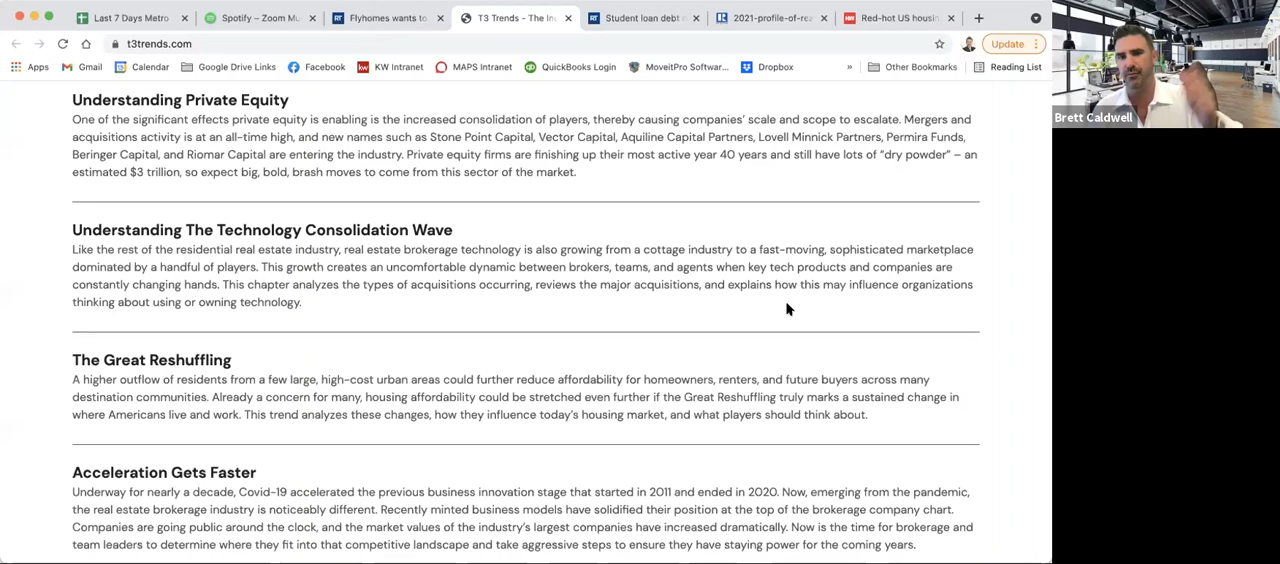 Last 7 Days Metro
Spotify – Zoom Mu
Flyhomes wants to
T3 Trends - The In
Student loan debt
2021-profile-of-rea
Red-hot US housin
t3trends.com
Update
Apps
Gmail
Calendar
Google Drive Links
Facebook
KW Intranet
MAPS Intranet
QuickBooks Login
MoveitPro Softwar...
Dropbox
»
Other Bookmarks
Reading List
Brett Caldwell
Understanding Private Equity
One of the significant effects private equity is enabling is the increased consolidation of players, thereby causing companies' scale and scope to escalate. Mergers and
acquisitions activity is at an all-time high, and new names such as Stone Point Capital, Vector Capital, Aquiline Capital Partners, Lovell Minnick Partners, Permira Funds,
Beringer Capital, and Riomar Capital are entering the industry. Private equity firms are finishing up their most active year 40 years and still have lots of "dry powder" – an
estimated $3 trillion, so expect big, bold, brash moves to come from this sector of the market.
Understanding The Technology Consolidation Wave
Like the rest of the residential real estate industry, real estate brokerage technology is also growing from a cottage industry to a fast-moving, sophisticated marketplace
dominated by a handful of players. This growth creates an uncomfortable dynamic between brokers, teams, and agents when key tech products and companies are
constantly changing hands. This chapter analyzes the types of acquisitions occurring, reviews the major acquisitions, and explains how this may influence organizations
thinking about using or owning technology.
The Great Reshuffling
A higher outflow of residents from a few large, high-cost urban areas could further reduce affordability for homeowners, renters, and future buyers across many
destination communities. Already a concern for many, housing affordability could be stretched even further if the Great Reshuffling truly marks a sustained change in
where Americans live and work. This trend analyzes these changes, how they influence today's housing market, and what players should think about.
Acceleration Gets Faster
Underway for nearly a decade, Covid-19 accelerated the previous business innovation stage that started in 2011 and ended in 2020. Now, emerging from the pandemic,
the real estate brokerage industry is noticeably different. Recently minted business models have solidified their position at the top of the brokerage company chart.
Companies are going public around the clock, and the market values of the industry's largest companies have increased dramatically. Now is the time for brokerage and
team leaders to determine where they fit into that competitive landscape and take aggressive steps to ensure they have staying power for the coming years.